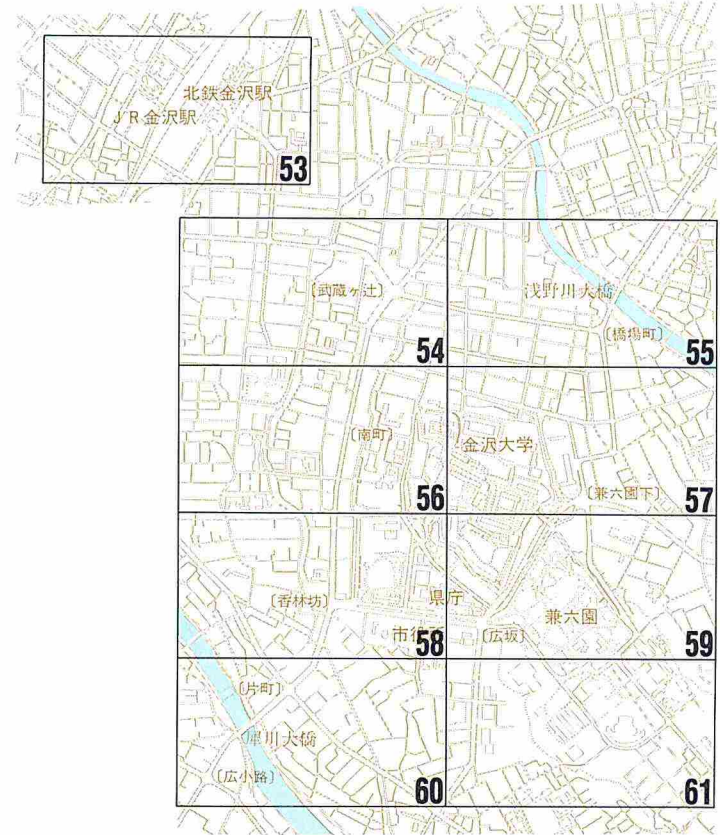 北鉄金沢駅
JR金沢駅
53
〔武蔵ヶ辻〕
54
浅野川大橋
〔橋場町〕
55
〔南町〕
56
金沢大学
〔兼六園下〕
57
〔香林坊〕
県庁
市役所
58
〔広坂〕
兼六園
59
〔片町〕
犀川大橋
〔広小路〕
60
61